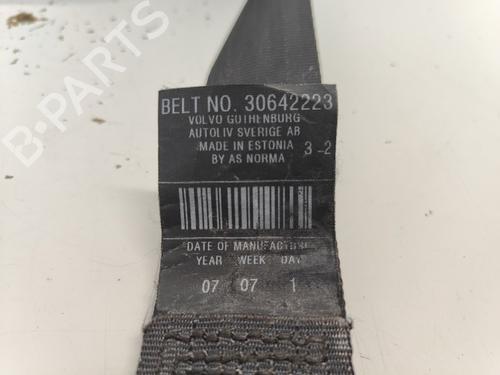 BELT NO. 30642223
VOLVO GOTHENBURG
AUTOLIV SVERIGE AB
MADE IN ESTONIA 3-2
BY AS NORMA
DATE OF MANUFACTURE
YEAR WEEK DAY
07 07 1
B-PARTS